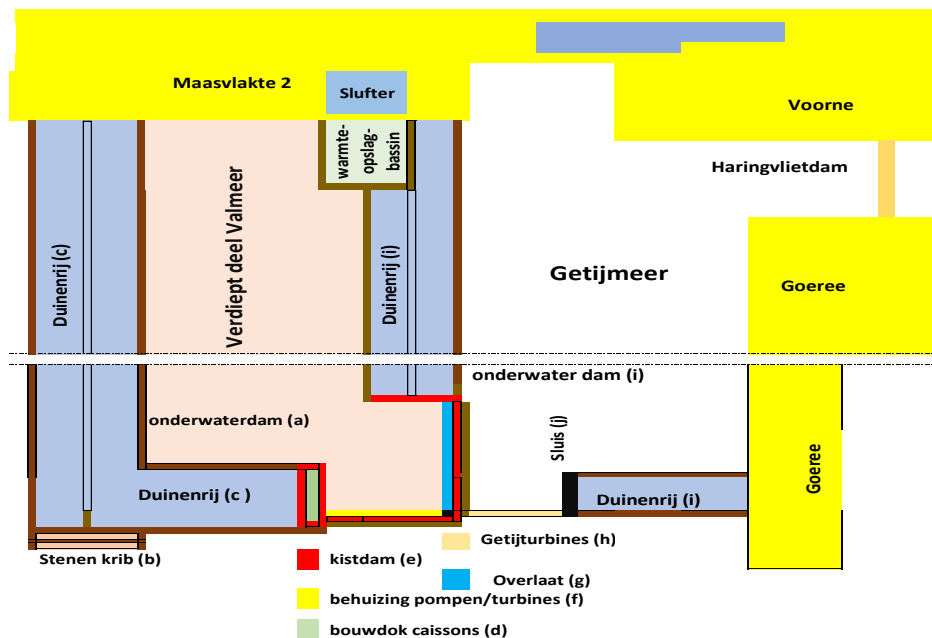 Maasvlakte 2
Slufter
Voorne
warmte-
opslag-
bassin
Haringvlietdam
Duinenrij (c)
Verdiept deel Valmeer
Duinenrij (i)
Getijmeer
Goeree
onderwater dam (i)
onderwaterdam (a)
Sluis (j)
Goeree
Duinenrij (c )
Duinenrij (i)
Stenen krib (b)
Getijturbines (h)
kistdam (e)
Overlaat (g)
behuizing pompen/turbines (f)
bouwdok caissons (d)